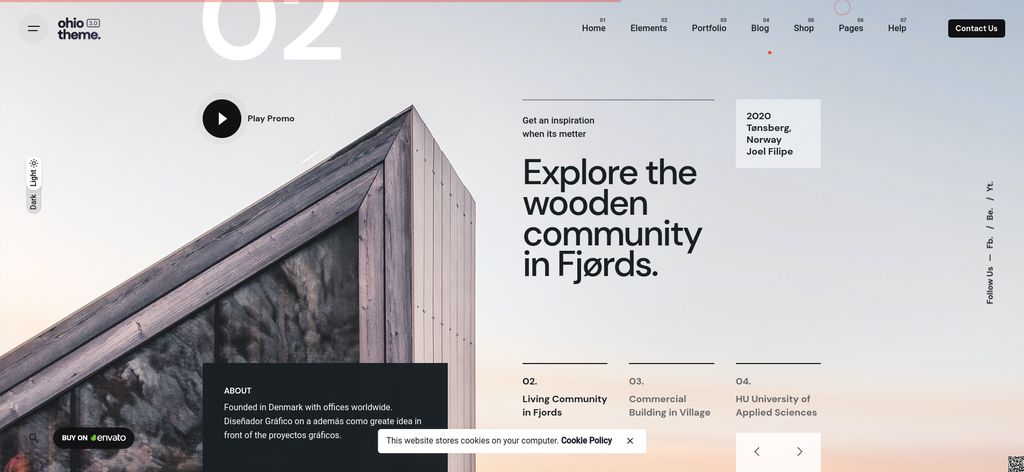 ohio 3.0
theme.
01
Home
02
Elements
03
Portfolio
04
Blog
05
Shop
06
Pages
07
Help
Contact Us
02
Play Promo
Light
Dark
Get an inspiration
when its metter
Explore the
wooden
community
in Fjørds.
2020
Tønsberg,
Norway
Joel Filipe
Follow Us — Fb. / Be. / Yt.
ABOUT
Founded in Denmark with offices worldwide.
Diseñador Gráfico on a además como greate idea in
front of the proyectos gráficos.
02.
Living Community
in Fjords
03.
Commercial
Building in Village
04.
HU University of
Applied Sciences
BUY ON envato
This website stores cookies on your computer. Cookie Policy